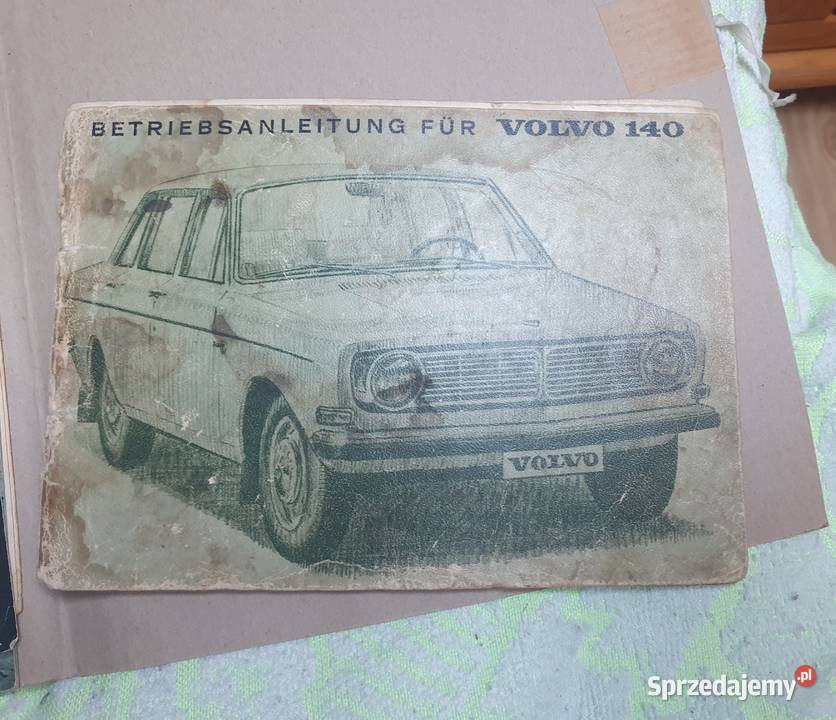 BETRIEBSANLEITUNG FÜR VOLVO 140
VOLVO
Sprzedajemy.pl